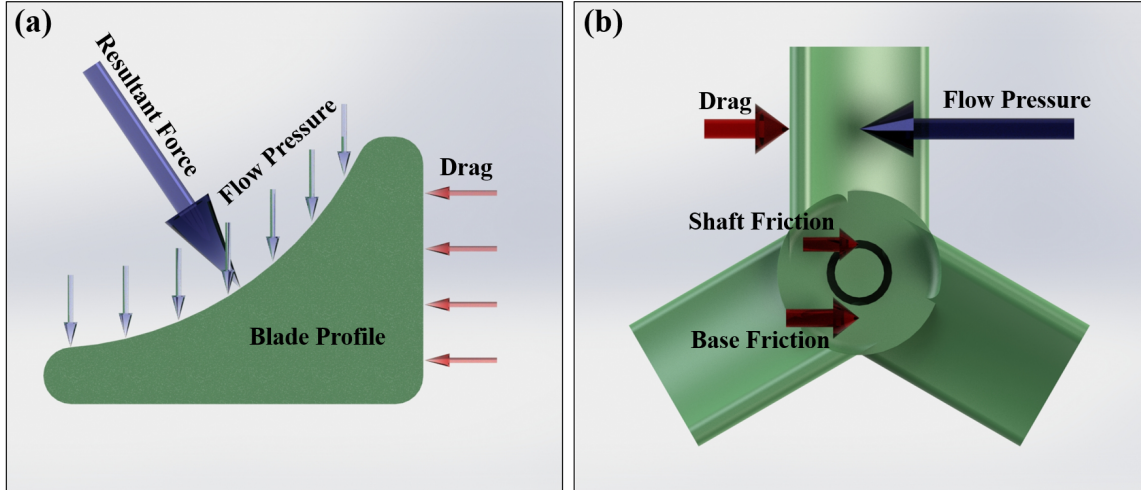 (a)
Resultant Force
Flow Pressure
Drag
Blade Profile
(b)
Drag
Flow Pressure
Shaft Friction
Base Friction